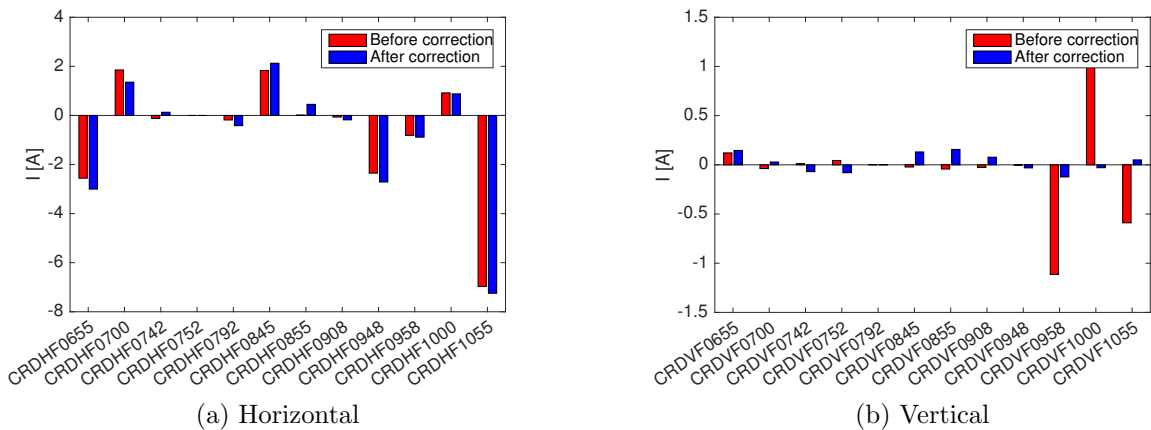 4
2
0
-2
-4
-6
-8
I [A]
Before correction
After correction
CRDHF0655
CRDHF0700
CRDHF0742
CRDHF0752
CRDHF0792
CRDHF0845
CRDHF0855
CRDHF0908
CRDHF0948
CRDHF0958
CRDHF1000
CRDHF1055
(a) Horizontal
1.5
1
0.5
0
-0.5
-1
-1.5
I [A]
Before correction
After correction
CRDVF0655
CRDVF0700
CRDVF0742
CRDVF0752
CRDVF0792
CRDVF0845
CRDVF0855
CRDVF0908
CRDVF0948
CRDVF0958
CRDVF1000
CRDVF1055
(b) Vertical